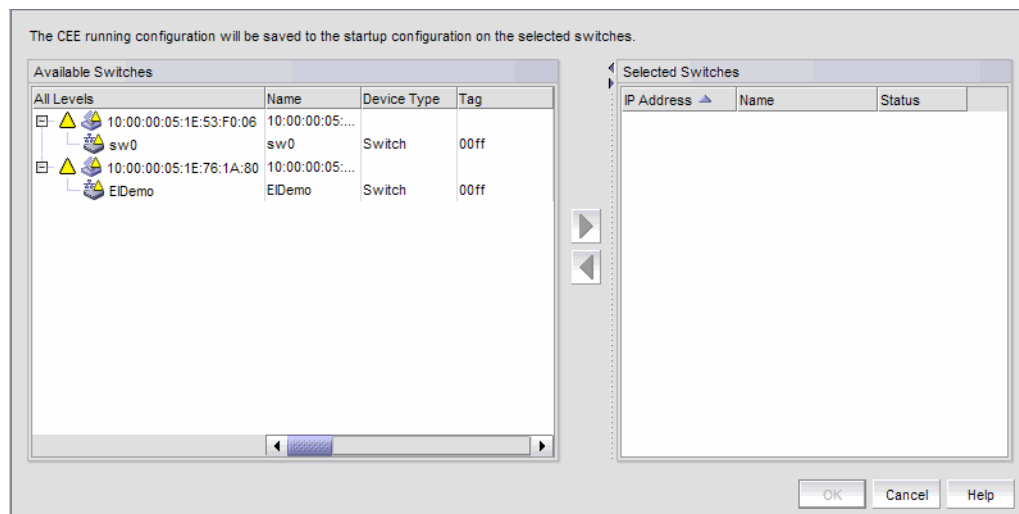 The CEE running configuration will be saved to the startup configuration on the selected switches.
Available Switches
All Levels Name Device Type Tag
10:00:00:05:1E:53:F0:06 10:00:00:05:...
sw0 sw0 Switch 00ff
10:00:00:05:1E:76:1A:80 10:00:00:05:...
EIDemo EIDemo Switch 00ff
Selected Switches
IP Address Name Status
OK Cancel Help